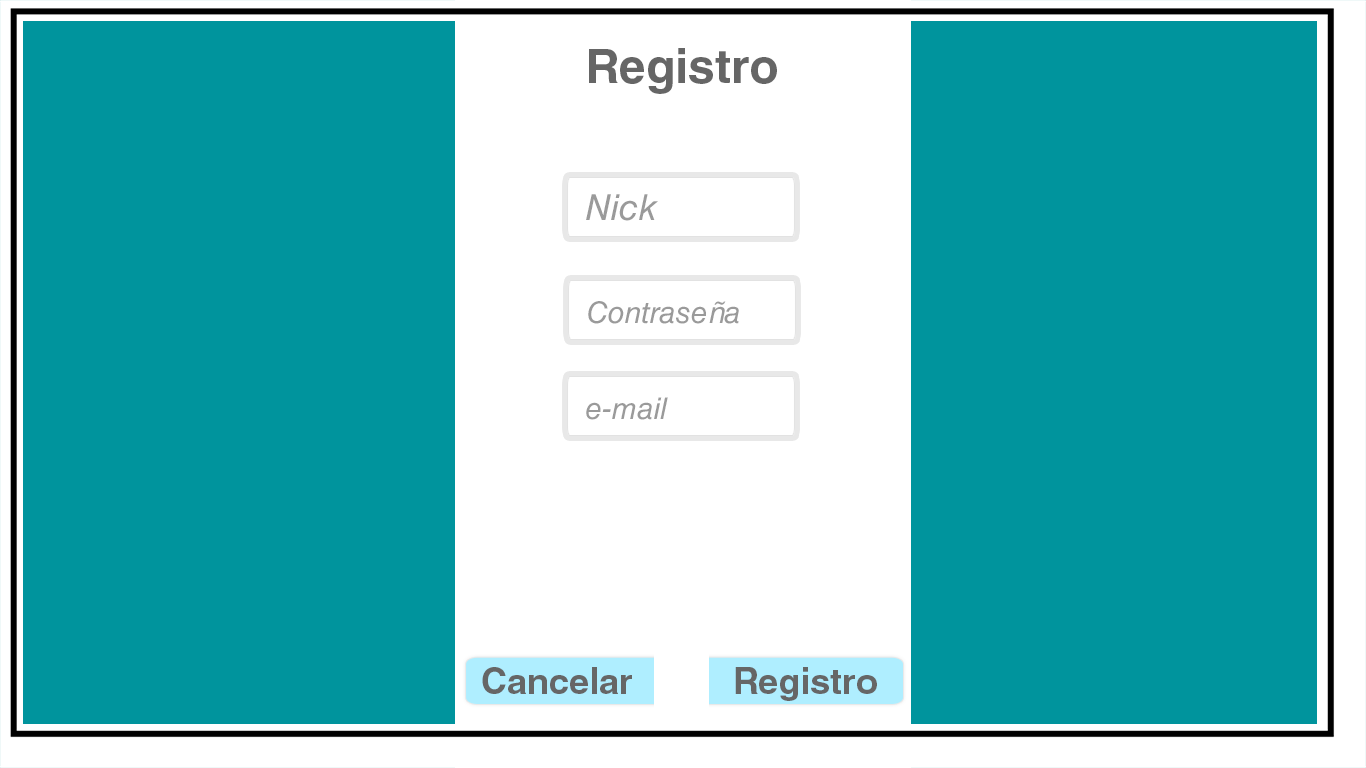 Registro
Nick
Contraseña
e-mail
Cancelar
Registro